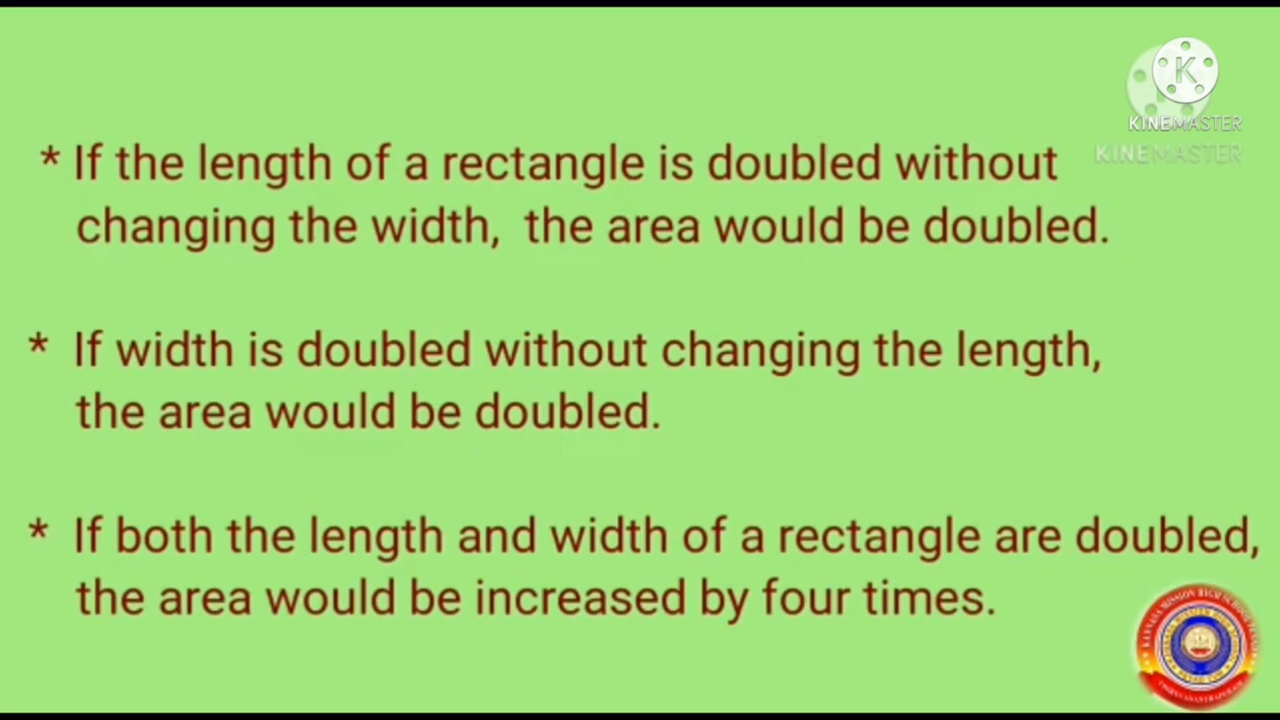 KINEMASTER
KINEMASTER
* If the length of a rectangle is doubled without
changing the width, the area would be doubled.
* If width is doubled without changing the length,
the area would be doubled.
* If both the length and width of a rectangle are doubled,
the area would be increased by four times.